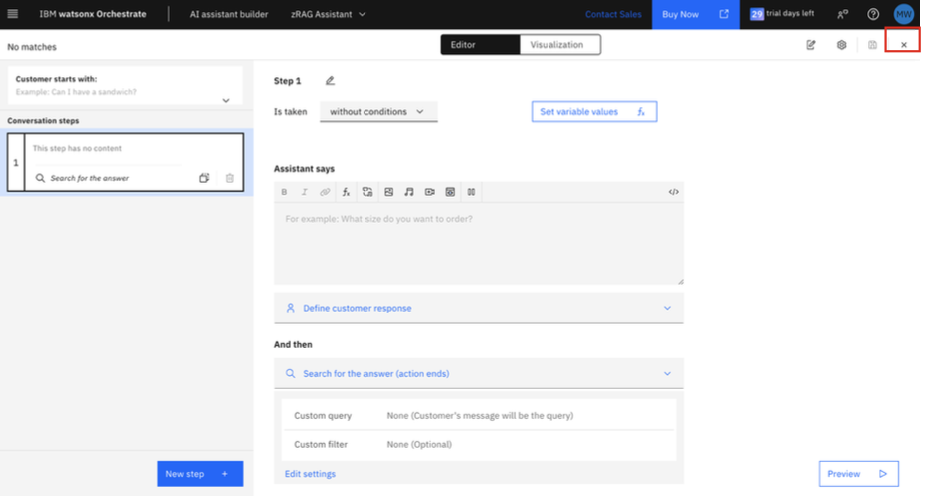 IBM watsonx Orchestrate
AI assistant builder
zRAG Assistant
Contact Sales
Buy Now
29 trial days left
MW
No matches
Editor
Visualization
Customer starts with:
Example: Can I have a sandwich?
Conversation steps
1
This step has no content
Search for the answer
New step +
Step 1
Is taken
without conditions
Set variable values fx
Assistant says
B I fx </>
For example: What size do you want to order?
Define customer response
And then
Search for the answer (action ends)
Custom query None (Customer's message will be the query)
Custom filter None (Optional)
Edit settings
Preview